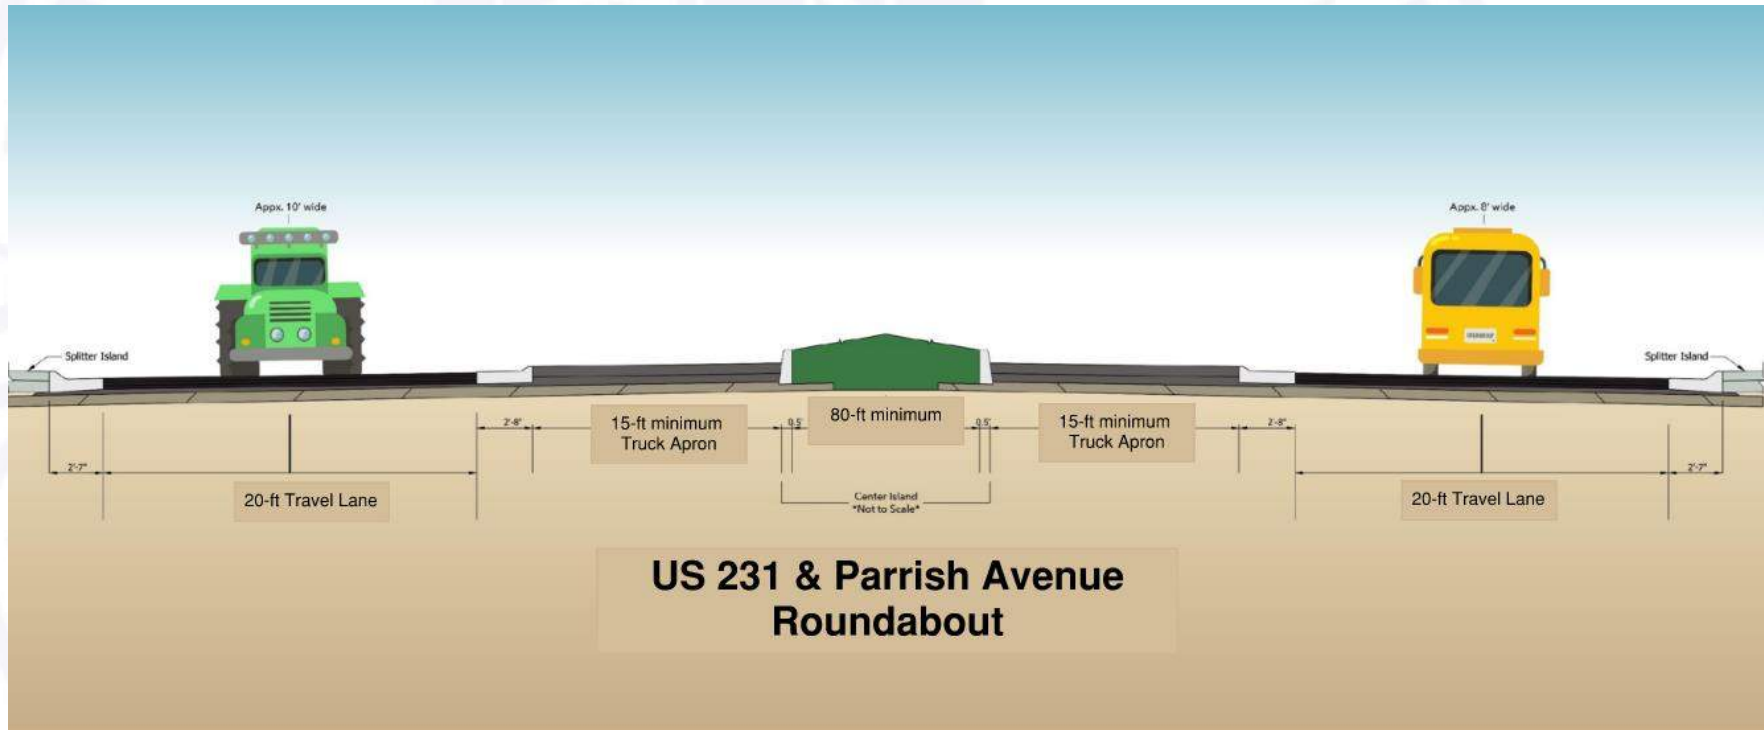 Appx. 10' wide
Appx. 8' wide
Splitter Island
Splitter Island
2'-8"
15-ft minimum
Truck Apron
0.5'
80-ft minimum
0.5'
15-ft minimum
Truck Apron
2'-8"
2'-7"
20-ft Travel Lane
Center Island
*Not to Scale*
20-ft Travel Lane
2'-7"
US 231 & Parrish Avenue
Roundabout